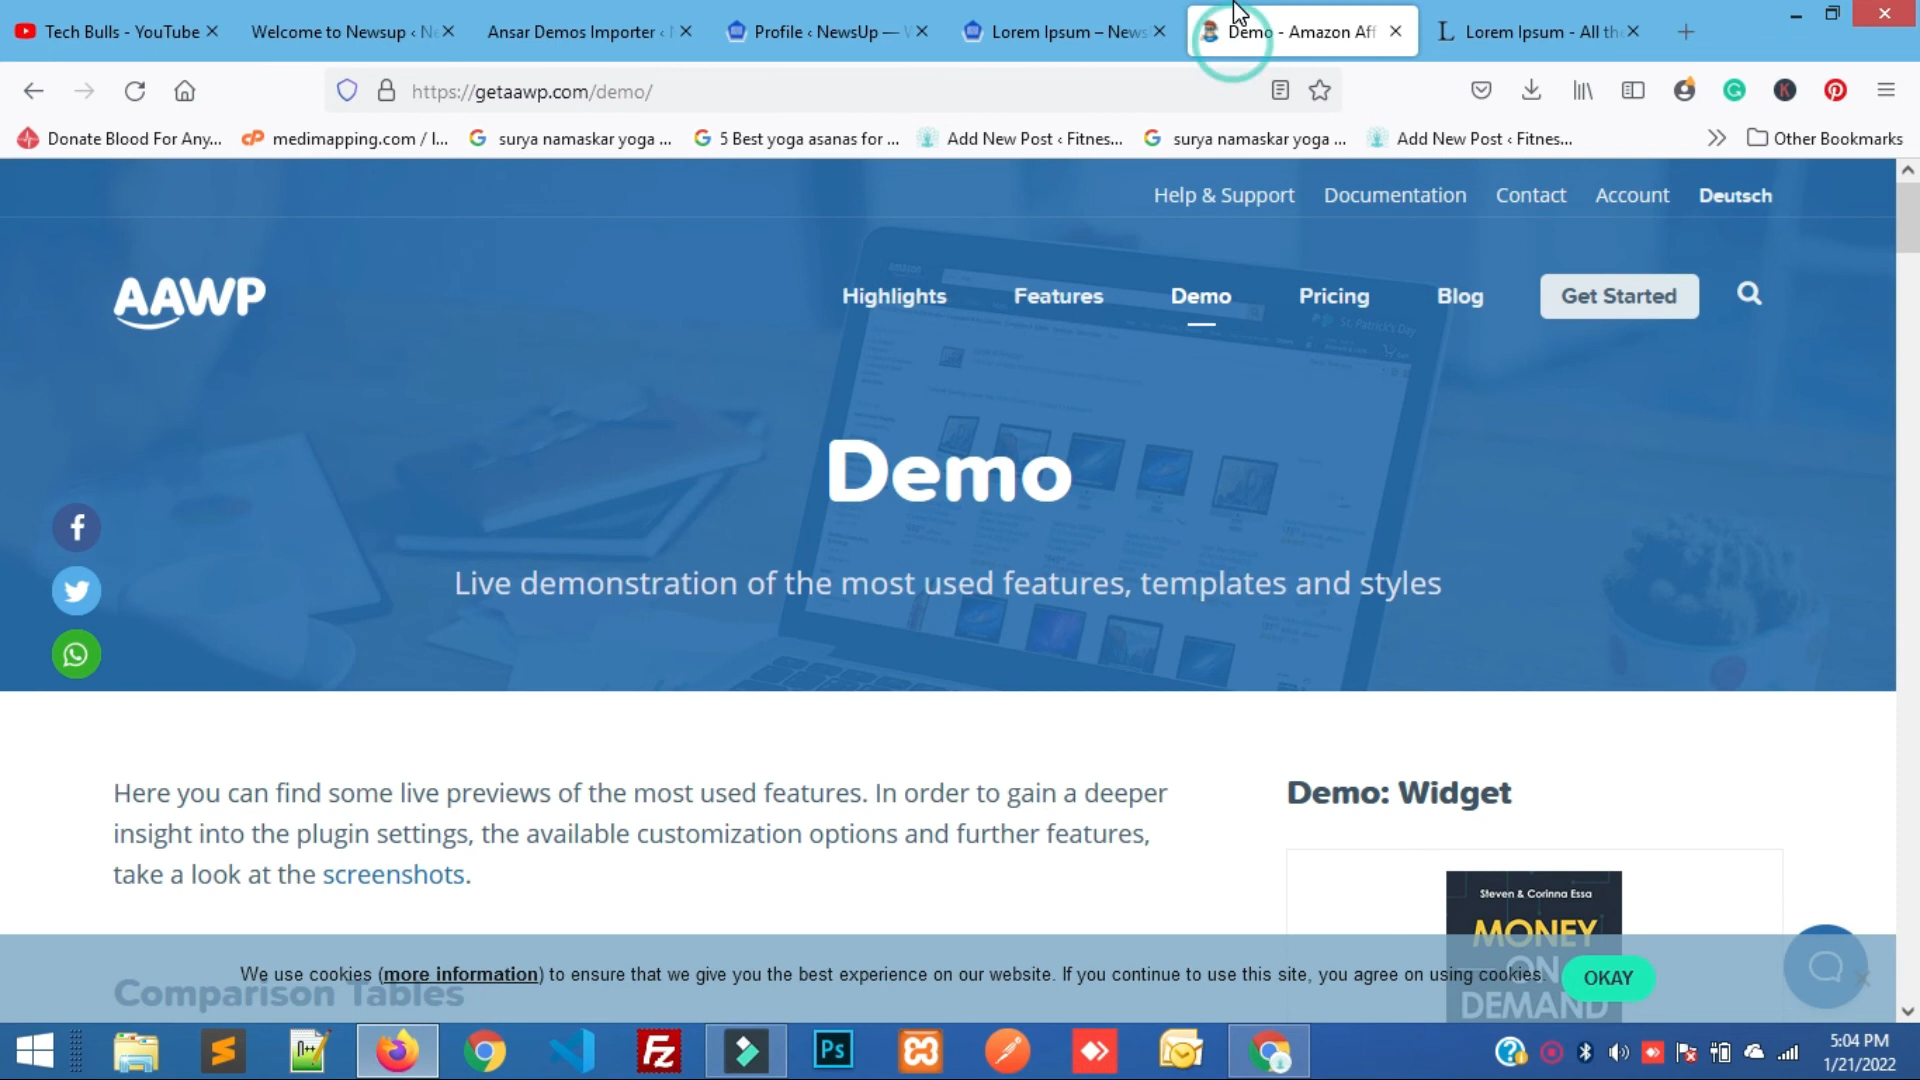 Tech Bulls - YouTube
Welcome to Newsup ‹ N
Ansar Demos Importer ‹
Profile ‹ NewsUp —
Lorem Ipsum – News
Demo - Amazon Aff
Lorem Ipsum - All th
https://getaawp.com/demo/
Donate Blood For Any...
medimapping.com / l...
surya namaskar yoga ...
5 Best yoga asanas for ...
Add New Post ‹ Fitnes...
surya namaskar yoga ...
Add New Post ‹ Fitnes...
Other Bookmarks
Help & Support
Documentation
Contact
Account
Deutsch
AAWP
Highlights
Features
Demo
Pricing
Blog
Get Started
Demo
Live demonstration of the most used features, templates and styles
Here you can find some live previews of the most used features. In order to gain a deeper
insight into the plugin settings, the available customization options and further features,
take a look at the screenshots.
Demo: Widget
Steven & Corinna Essa
MONEY
ON
DEMAND
Comparison Tables
We use cookies (more information) to ensure that we give you the best experience on our website. If you continue to use this site, you agree on using cookies.
OKAY
5:04 PM
1/21/2022